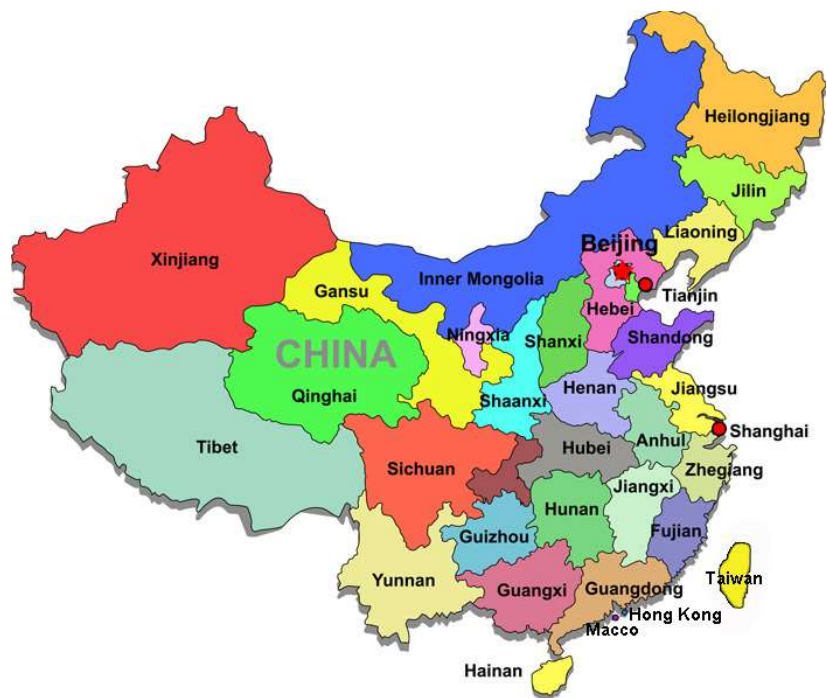 Heilongjiang
Jilin
Liaoning
Beijing
Xinjiang
Inner Mongolia
Gansu
Tianjin
Hebei
Ningxia
Shanxi
Shandong
CHINA
Qinghai
Shaanxi
Henan
Jiangsu
Shanghai
Tibet
Sichuan
Hubei
Anhul
Zhegiang
Jiangxi
Hunan
Guizhou
Fujian
Yunnan
Guangxi
Guangdong
Taiwan
Hong Kong
Macco
Hainan